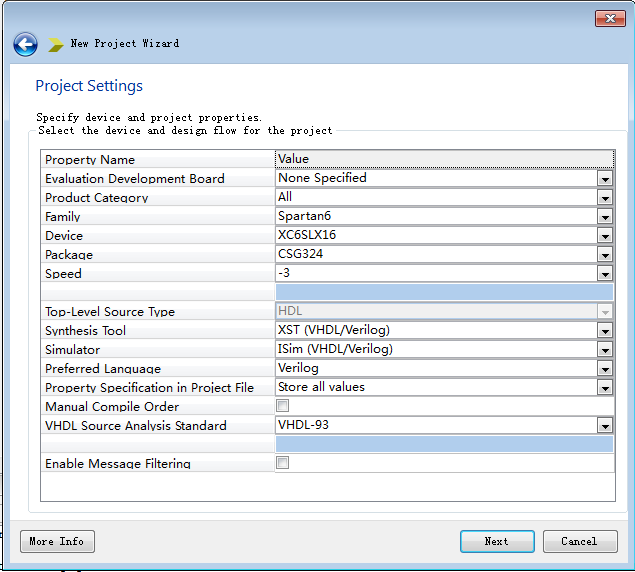 New Project Wizard
Project Settings
Specify device and project properties.
Select the device and design flow for the project
Property Name Value
Evaluation Development Board None Specified
Product Category All
Family Spartan6
Device XC6SLX16
Package CSG324
Speed -3
Top-Level Source Type HDL
Synthesis Tool XST (VHDL/Verilog)
Simulator ISim (VHDL/Verilog)
Preferred Language Verilog
Property Specification in Project File Store all values
Manual Compile Order
VHDL Source Analysis Standard VHDL-93
Enable Message Filtering
More Info Next Cancel